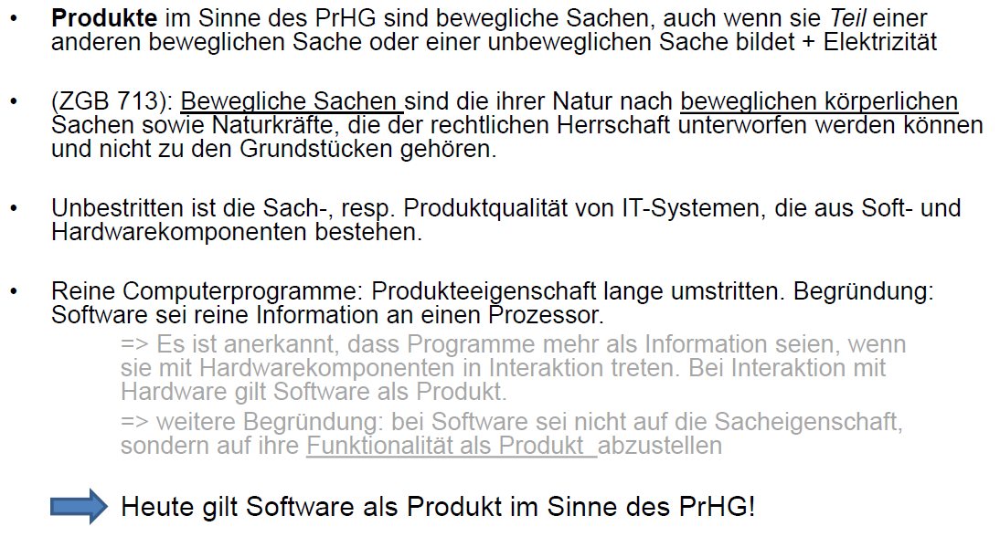 • Produkte im Sinne des PrHG sind bewegliche Sachen, auch wenn sie Teil einer
anderen beweglichen Sache oder einer unbeweglichen Sache bildet + Elektrizität
• (ZGB 713): Bewegliche Sachen sind die ihrer Natur nach beweglichen körperlichen
Sachen sowie Naturkräfte, die der rechtlichen Herrschaft unterworfen werden können
und nicht zu den Grundstücken gehören.
• Unbestritten ist die Sach-, resp. Produktqualität von IT-Systemen, die aus Soft- und
Hardwarekomponenten bestehen.
• Reine Computerprogramme: Produkteeigenschaft lange umstritten. Begründung:
Software sei reine Information an einen Prozessor.
=> Es ist anerkannt, dass Programme mehr als Information seien, wenn
sie mit Hardwarekomponenten in Interaktion treten. Bei Interaktion mit
Hardware gilt Software als Produkt.
=> weitere Begründung: bei Software sei nicht auf die Sacheigenschaft,
sondern auf ihre Funktionalität als Produkt abzustellen
Heute gilt Software als Produkt im Sinne des PrHG!